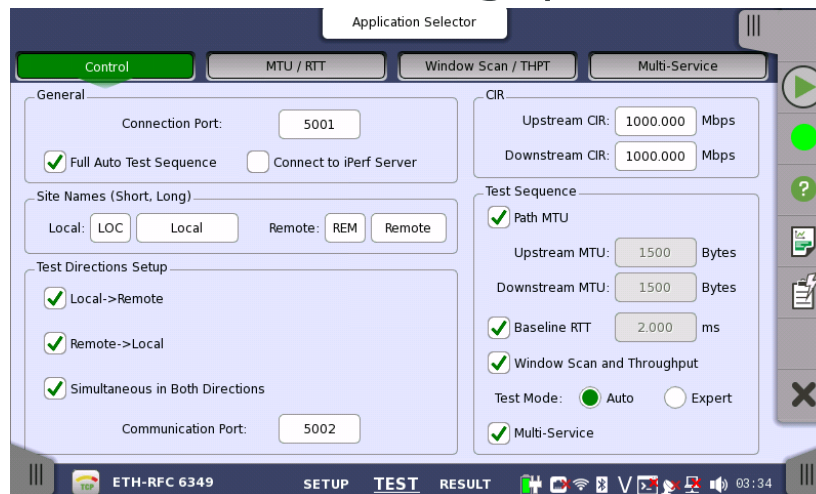 Application Selector
Control MTU / RTT Window Scan / THPT Multi-Service
General
Connection Port: 5001
Full Auto Test Sequence Connect to iPerf Server
Site Names (Short, Long)
Local: LOC Local Remote: REM Remote
Test Directions Setup
Local->Remote
Remote->Local
Simultaneous in Both Directions
Communication Port: 5002
CIR
Upstream CIR: 1000.000 Mbps
Downstream CIR: 1000.000 Mbps
Test Sequence
Path MTU
Upstream MTU: 1500 Bytes
Downstream MTU: 1500 Bytes
Baseline RTT 2.000 ms
Window Scan and Throughput
Test Mode: Auto Expert
Multi-Service
TCP ETH-RFC 6349 SETUP TEST RESULT V 03:34